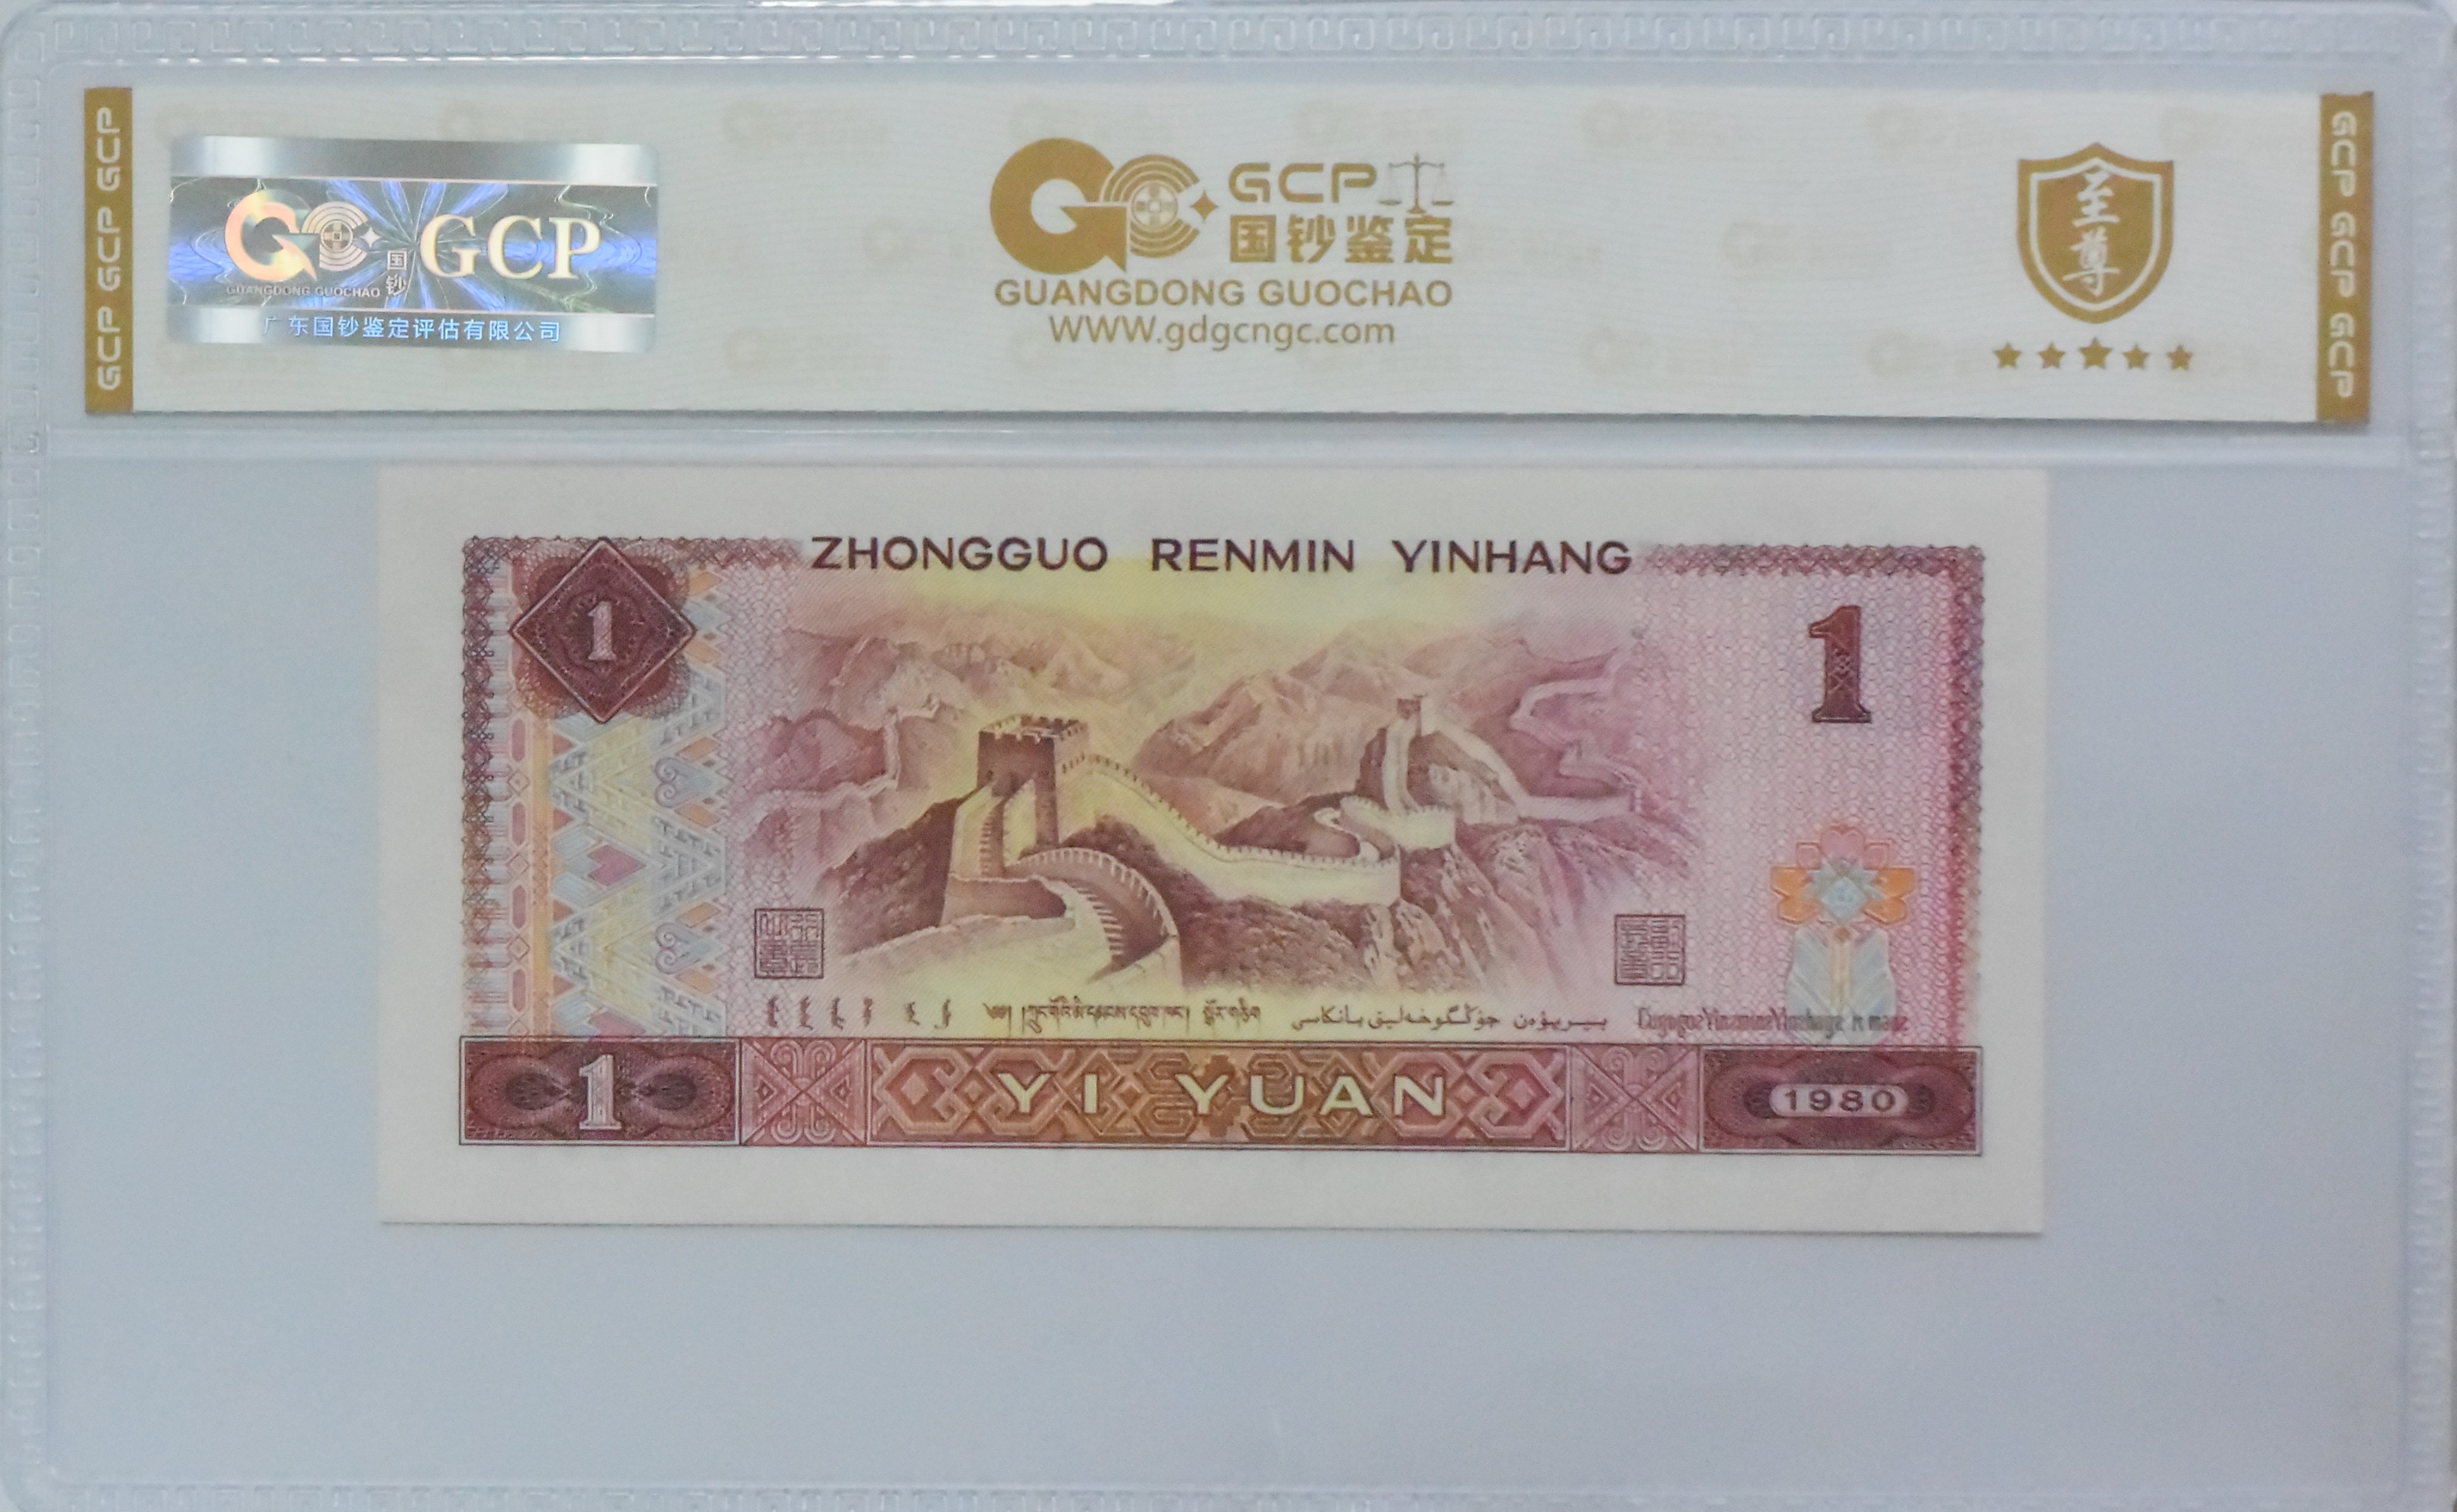 GCP GCP GCP
GCP
国钞
GUANGDONG GUOCHAO
广东国钞鉴定评估有限公司
GCP
国钞鉴定
GUANGDONG GUOCHAO
WWW.gdgcngc.com
至尊
GCP GCP GCP
ZHONGGUO RENMIN YINHANG
1
1
1
YI YUAN
1980